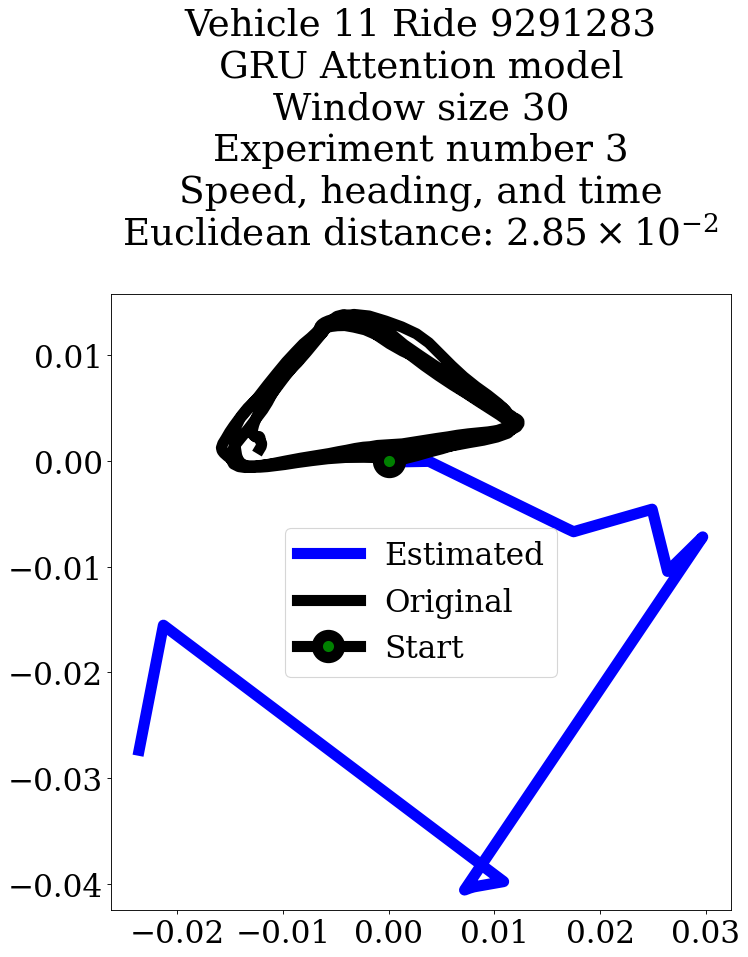 Vehicle 11 Ride 9291283
GRU Attention model
Window size 30
Experiment number 3
Speed, heading, and time
Euclidean distance: 2.85 × 10⁻²
0.01
0.00
−0.01
−0.02
−0.03
−0.04
Estimated
Original
Start
−0.02 −0.01 0.00 0.01 0.02 0.03